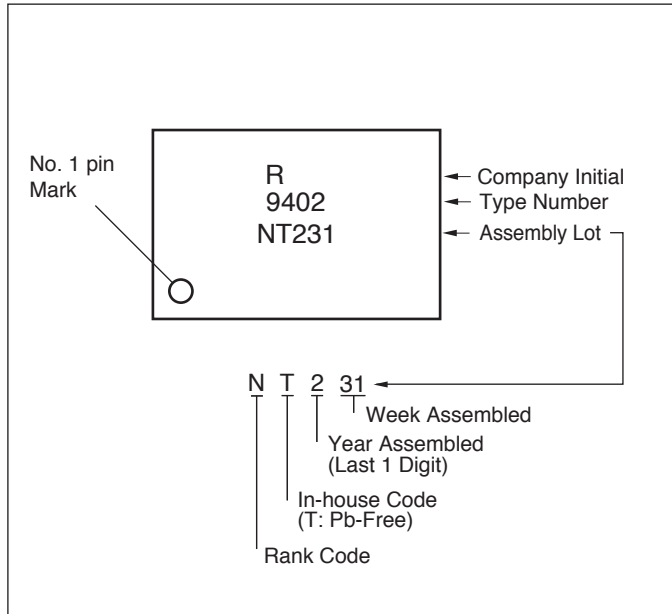 No. 1 pin
Mark
R
9402
NT231
Company Initial
Type Number
Assembly Lot
N T 2 31
Week Assembled
Year Assembled
(Last 1 Digit)
In-house Code
(T: Pb-Free)
Rank Code